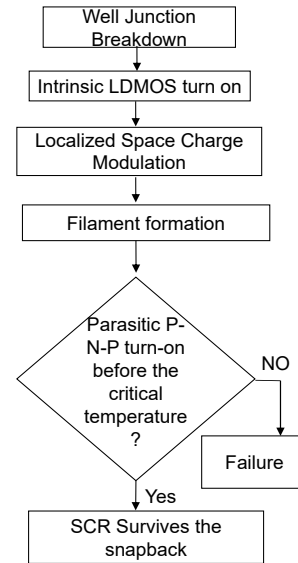 Well Junction
Breakdown
Intrinsic LDMOS turn on
Localized Space Charge
Modulation
Filament formation
Parasitic P-
N-P turn-on
before the
critical
temperature
?
NO
Failure
Yes
SCR Survives the
snapback